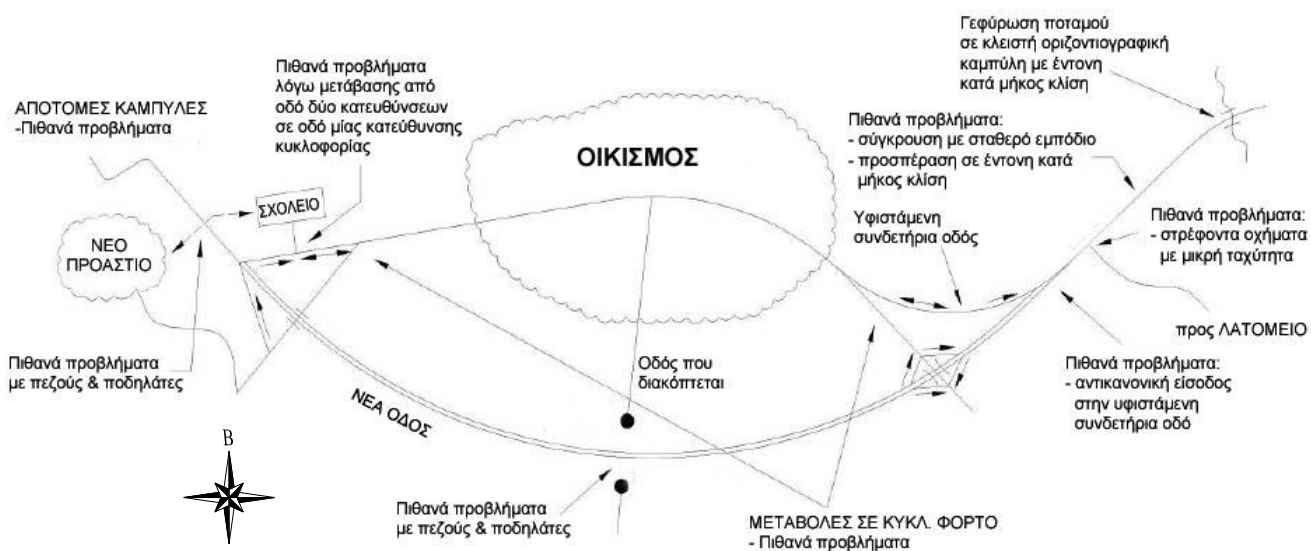 Γεφύρωση ποταμού
σε κλειστή οριζοντιογραφική
καμπύλη με έντονη
κατά μήκος κλίση
Πιθανά προβλήματα
λόγω μετάβασης από
οδό δύο κατευθύνσεων
σε οδό μίας κατεύθυνσης
κυκλοφορίας
ΑΠΟΤΟΜΕΣ ΚΑΜΠΥΛΕΣ
-Πιθανά προβλήματα
Πιθανά προβλήματα:
- σύγκρουση με σταθερό εμπόδιο
- προσπέραση σε έντονη κατά
μήκος κλίση
ΟΙΚΙΣΜΟΣ
ΣΧΟΛΕΙΟ
ΝΕΟ
ΠΡΟΑΣΤΙΟ
Υφιστάμενη
συνδετήρια οδός
Πιθανά προβλήματα:
- στρέφοντα οχήματα
με μικρή ταχύτητα
προς ΛΑΤΟΜΕΙΟ
Πιθανά προβλήματα
με πεζούς & ποδηλάτες
Οδός που
διακόπτεται
Πιθανά προβλήματα:
- αντικανονική είσοδος
στην υφιστάμενη
συνδετήρια οδό
ΝΕΑ ΟΔΟΣ
Β
Πιθανά προβλήματα
με πεζούς & ποδηλάτες
ΜΕΤΑΒΟΛΕΣ ΣΕ ΚΥΚΛ. ΦΟΡΤΟ
- Πιθανά προβλήματα